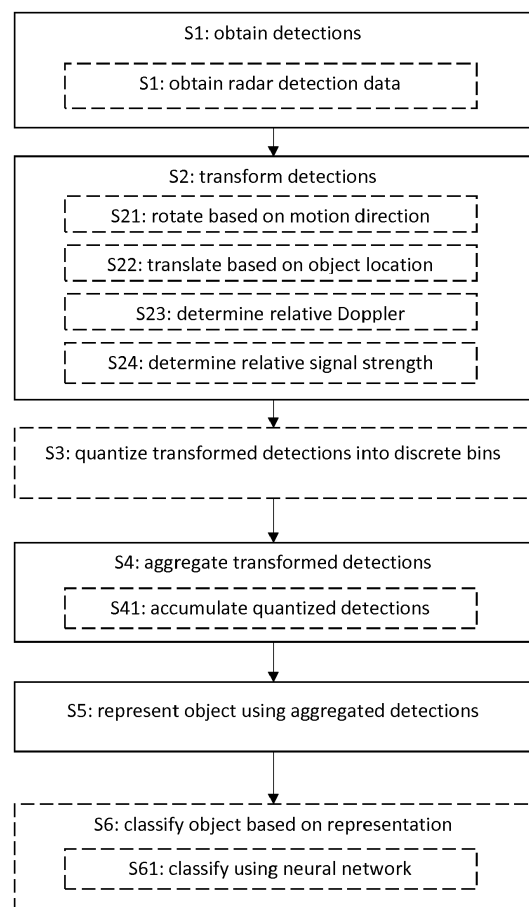 S1: obtain detections
S1: obtain radar detection data
S2: transform detections
S21: rotate based on motion direction
S22: translate based on object location
S23: determine relative Doppler
S24: determine relative signal strength
S3: quantize transformed detections into discrete bins
S4: aggregate transformed detections
S41: accumulate quantized detections
S5: represent object using aggregated detections
S6: classify object based on representation
S61: classify using neural network